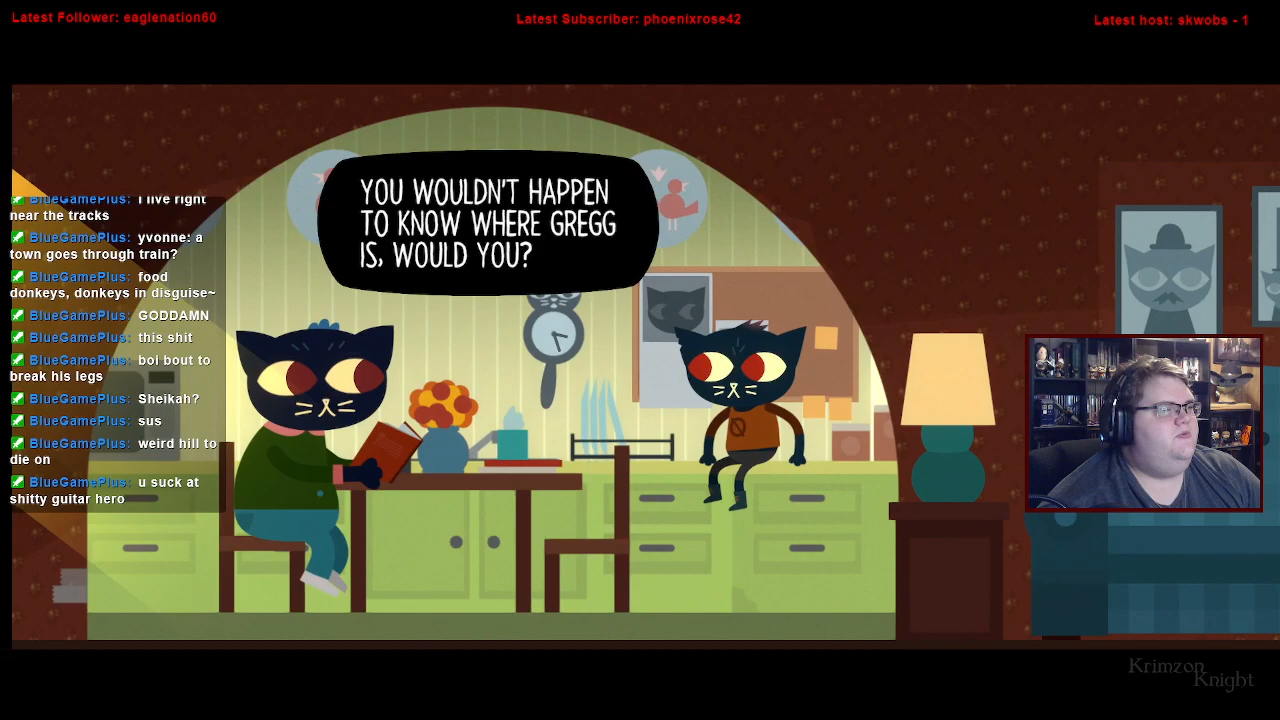 Latest Follower: eaglenation60
Latest Subscriber: phoenixrose42
Latest host: skwobs - 1
YOU WOULDN'T HAPPEN
TO KNOW WHERE GREGG
IS, WOULD YOU?
BlueGamePlus: I live right
near the tracks
BlueGamePlus: yvonne: a
town goes through train?
BlueGamePlus: food
donkeys, donkeys in disguise~
BlueGamePlus: GODDAMN
BlueGamePlus: this shit
BlueGamePlus: boi bout to
break his legs
BlueGamePlus: Sheikah?
BlueGamePlus: sus
BlueGamePlus: weird hill to
die on
BlueGamePlus: u suck at
shitty guitar hero
Krimzon
Knight